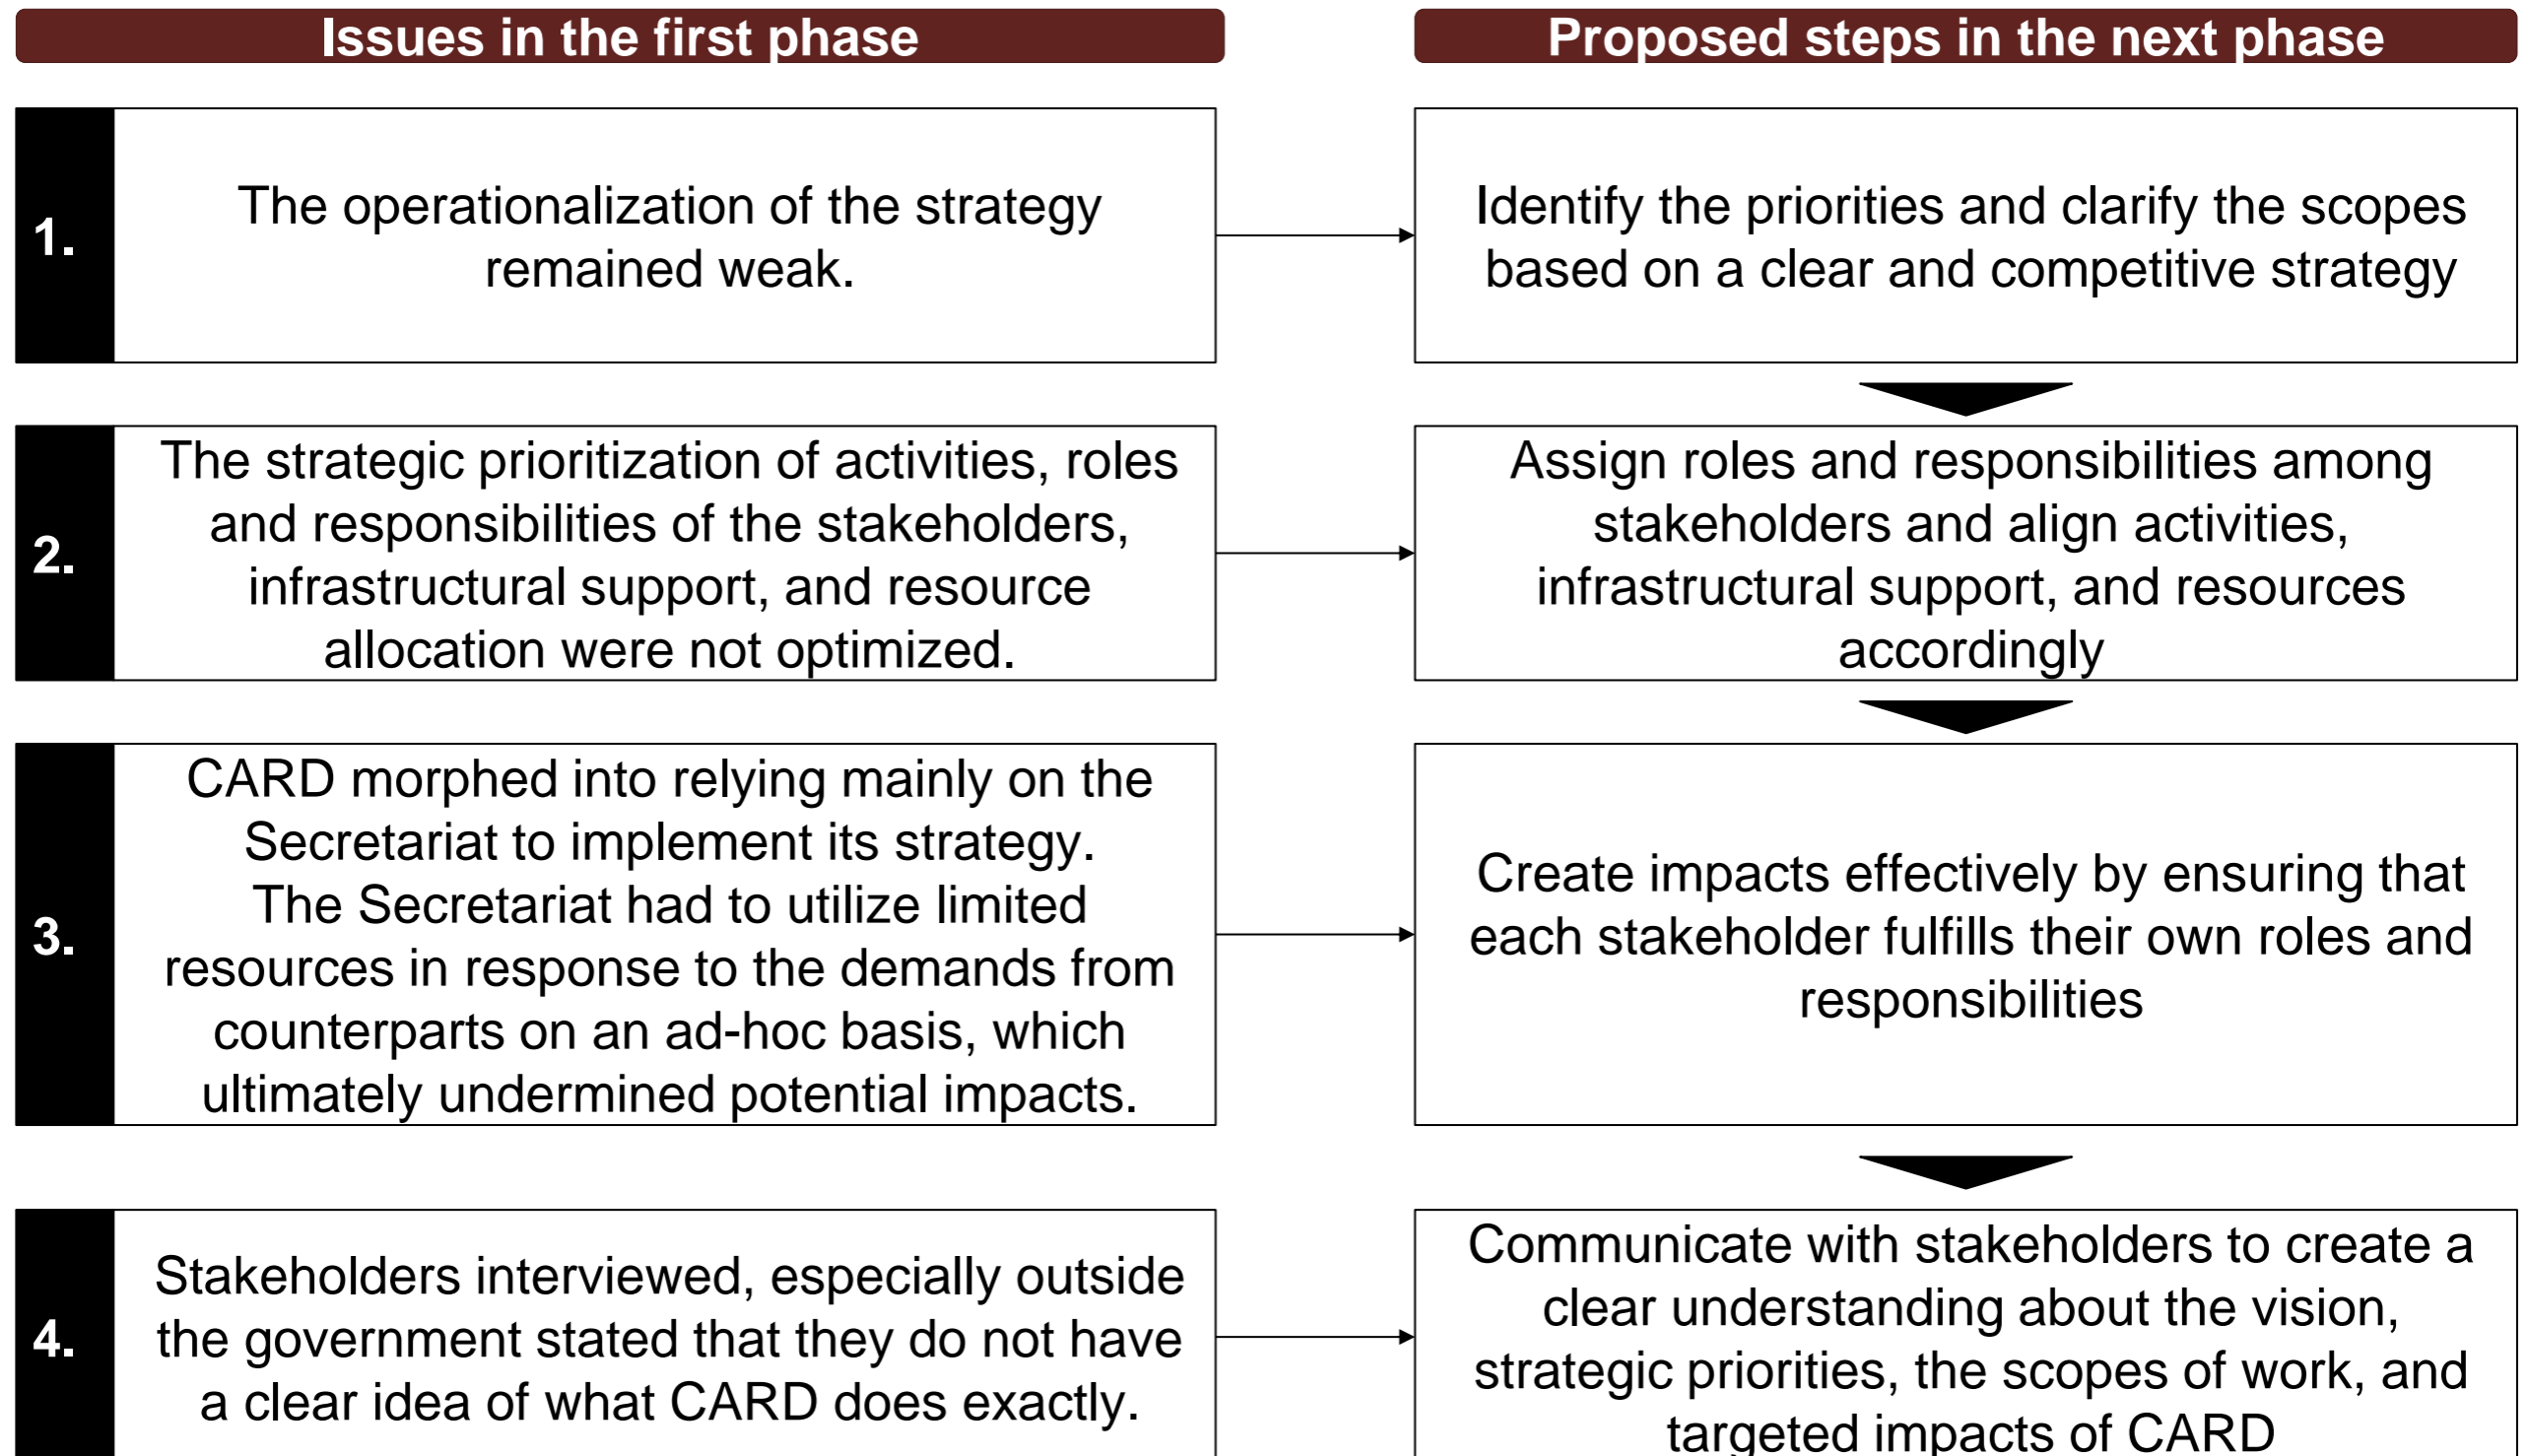 Issues in the first phase
Proposed steps in the next phase
1.
The operationalization of the strategy
remained weak.
Identify the priorities and clarify the scopes
based on a clear and competitive strategy
2.
The strategic prioritization of activities, roles
and responsibilities of the stakeholders,
infrastructural support, and resource
allocation were not optimized.
Assign roles and responsibilities among
stakeholders and align activities,
infrastructural support, and resources
accordingly
3.
CARD morphed into relying mainly on the
Secretariat to implement its strategy.
The Secretariat had to utilize limited
resources in response to the demands from
counterparts on an ad-hoc basis, which
ultimately undermined potential impacts.
Create impacts effectively by ensuring that
each stakeholder fulfills their own roles and
responsibilities
4.
Stakeholders interviewed, especially outside
the government stated that they do not have
a clear idea of what CARD does exactly.
Communicate with stakeholders to create a
clear understanding about the vision,
strategic priorities, the scopes of work, and
targeted impacts of CARD